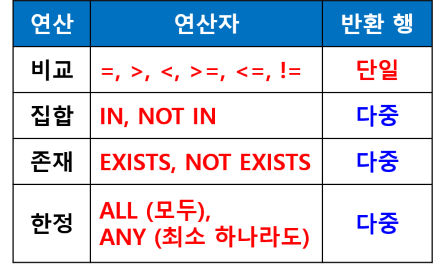 연산 연산자 반환 행
비교 =, >, <, >=, <=, != 단일
집합 IN, NOT IN 다중
존재 EXISTS, NOT EXISTS 다중
한정 ALL (모두), 다중
ANY (최소 하나라도)